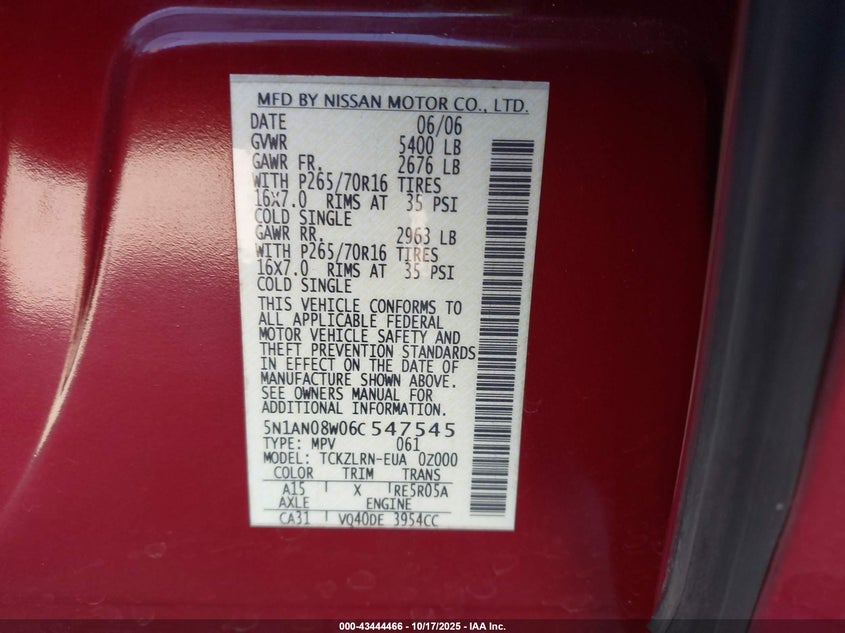 MFD BY NISSAN MOTOR CO., LTD.
DATE 06/06
GVWR 5400 LB
GAWR FR. 2676 LB
WITH P265/70R16 TIRES
16X7.0 RIMS AT 35 PSI
COLD SINGLE
GAWR RR. 2963 LB
WITH P265/70R16 TIRES
16X7.0 RIMS AT 35 PSI
COLD SINGLE
THIS VEHICLE CONFORMS TO
ALL APPLICABLE FEDERAL
MOTOR VEHICLE SAFETY AND
THEFT PREVENTION STANDARDS
IN EFFECT ON THE DATE OF
MANUFACTURE SHOWN ABOVE.
SEE OWNERS MANUAL FOR
ADDITIONAL INFORMATION.
5N1AN08W06C547545
TYPE: MPV 061
MODEL: TCKZLRN-EUA 0Z000
COLOR TRIM TRANS
A15 X RE5R05A
AXLE ENGINE
CA31 VQ40DE 3954CC
000-43444466 - 10/17/2025 - IAA Inc.